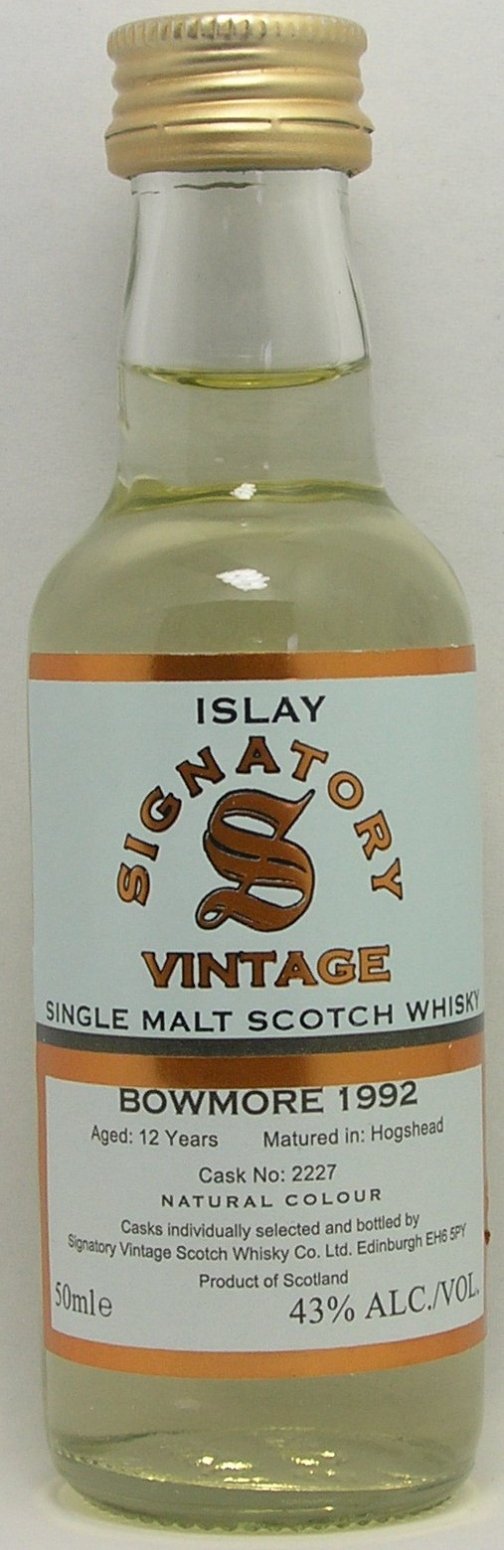 ISLAY
SIGNATORY
S
VINTAGE
SINGLE MALT SCOTCH WHISKY
BOWMORE 1992
Aged: 12 Years Matured in: Hogshead
Cask No: 2227
NATURAL COLOUR
Casks individually selected and bottled by
Signatory Vintage Scotch Whisky Co. Ltd. Edinburgh EH6 5PY
Product of Scotland
50ml℮ 43% ALC./VOL.